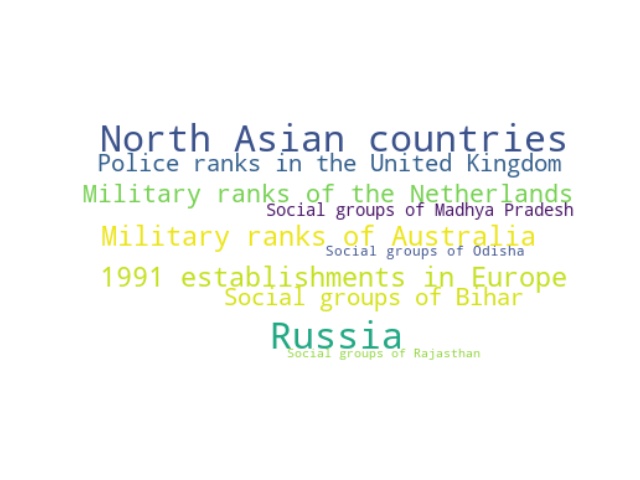 North Asian countries
Police ranks in the United Kingdom
Military ranks of the Netherlands
Social groups of Madhya Pradesh
Military ranks of Australia
Social groups of Odisha
1991 establishments in Europe
Social groups of Bihar
Russia
Social groups of Rajasthan